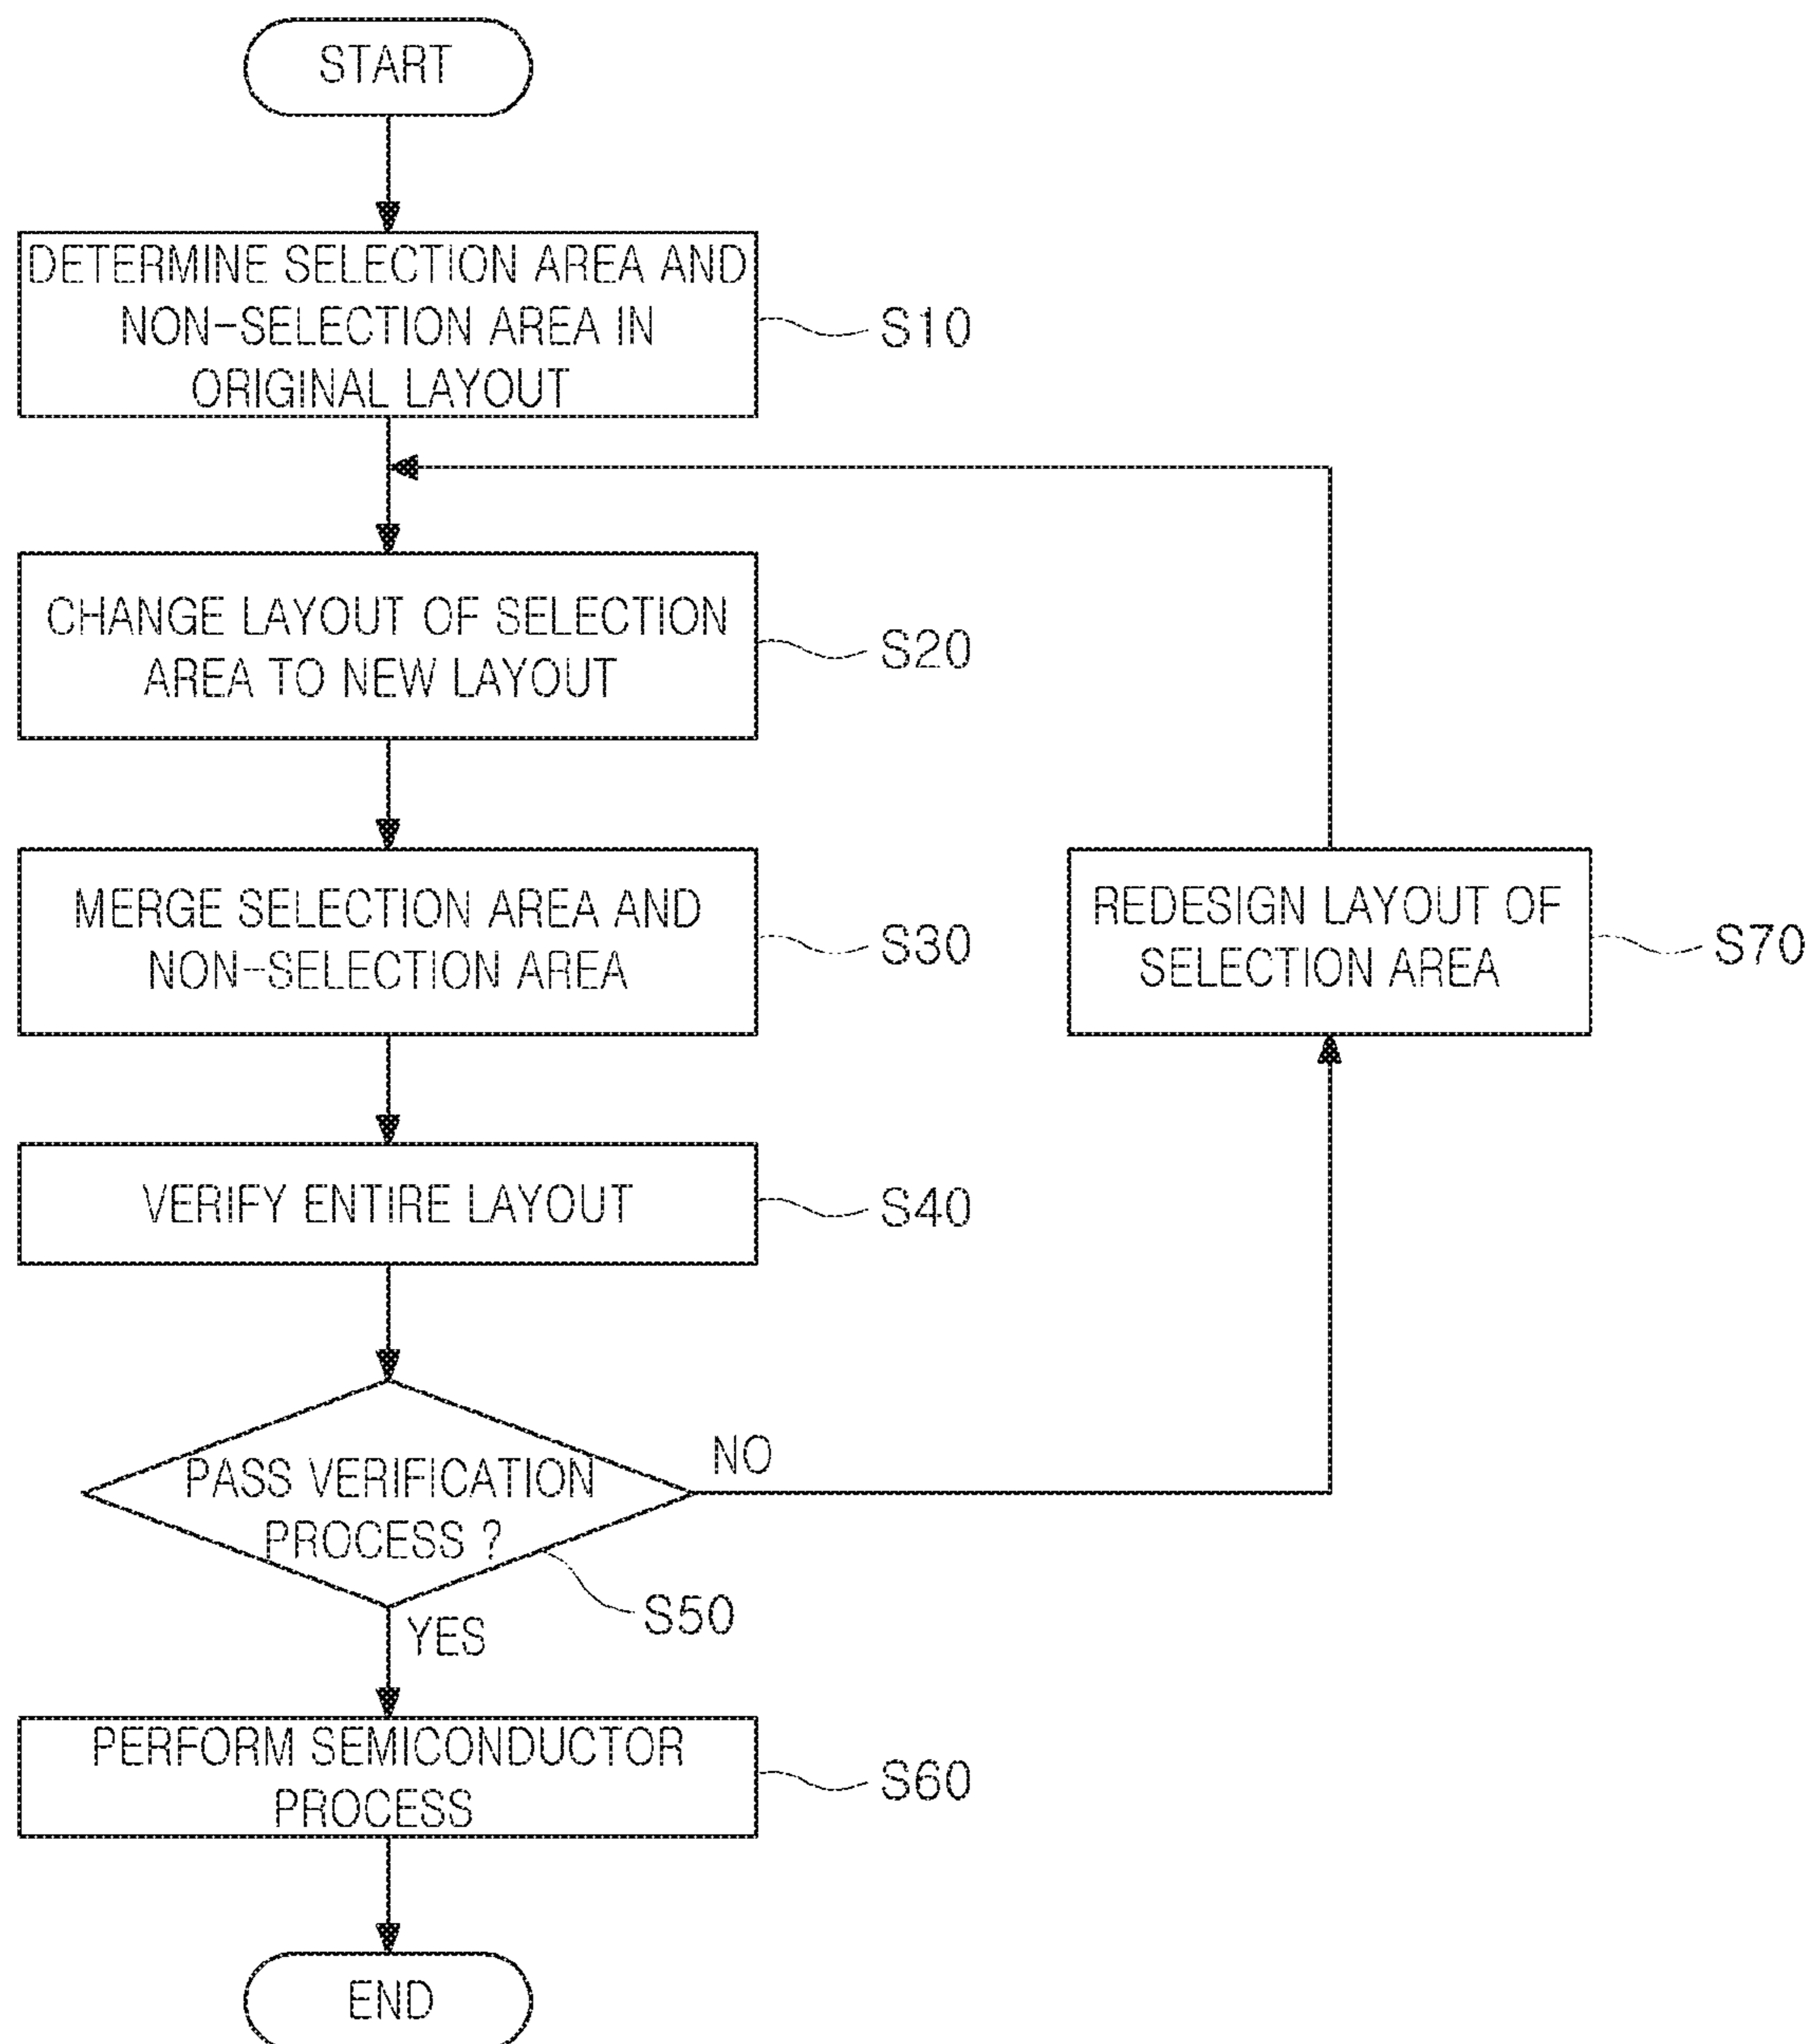 START
DETERMINE SELECTION AREA AND
NON-SELECTION AREA IN
ORIGINAL LAYOUT
S10
CHANGE LAYOUT OF SELECTION
AREA TO NEW LAYOUT
S20
MERGE SELECTION AREA AND
NON-SELECTION AREA
S30
REDESIGN LAYOUT OF
SELECTION AREA
S70
VERIFY ENTIRE LAYOUT
S40
PASS VERIFICATION
PROCESS ?
NO
S50
YES
PERFORM SEMICONDUCTOR
PROCESS
S60
END